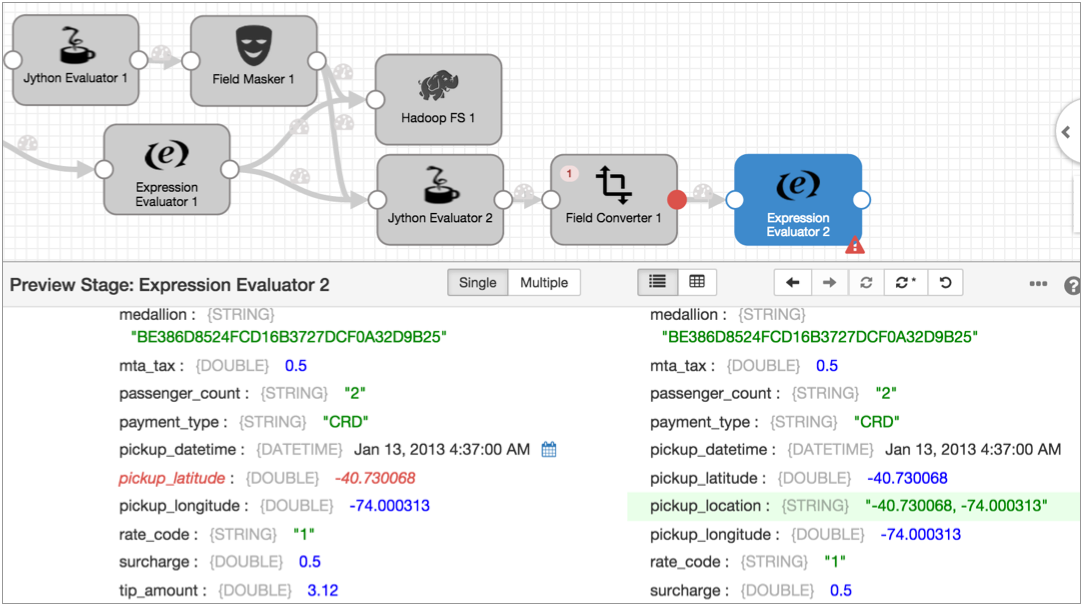 Jython Evaluator 1
Field Masker 1
Hadoop FS 1
Expression
Evaluator 1
Jython Evaluator 2
1
Field Converter 1
Expression
Evaluator 2
Preview Stage: Expression Evaluator 2
Single
Multiple
medallion : {STRING}
"BE386D8524FCD16B3727DCF0A32D9B25"
mta_tax : {DOUBLE} 0.5
passenger_count : {STRING} "2"
payment_type : {STRING} "CRD"
pickup_datetime : {DATETIME} Jan 13, 2013 4:37:00 AM
pickup_latitude : {DOUBLE} -40.730068
pickup_longitude : {DOUBLE} -74.000313
rate_code : {STRING} "1"
surcharge : {DOUBLE} 0.5
tip_amount : {DOUBLE} 3.12
medallion : {STRING}
"BE386D8524FCD16B3727DCF0A32D9B25"
mta_tax : {DOUBLE} 0.5
passenger_count : {STRING} "2"
payment_type : {STRING} "CRD"
pickup_datetime : {DATETIME} Jan 13, 2013 4:37:00 AM
pickup_latitude : {DOUBLE} -40.730068
pickup_location : {STRING} "-40.730068, -74.000313"
pickup_longitude : {DOUBLE} -74.000313
rate_code : {STRING} "1"
surcharge : {DOUBLE} 0.5